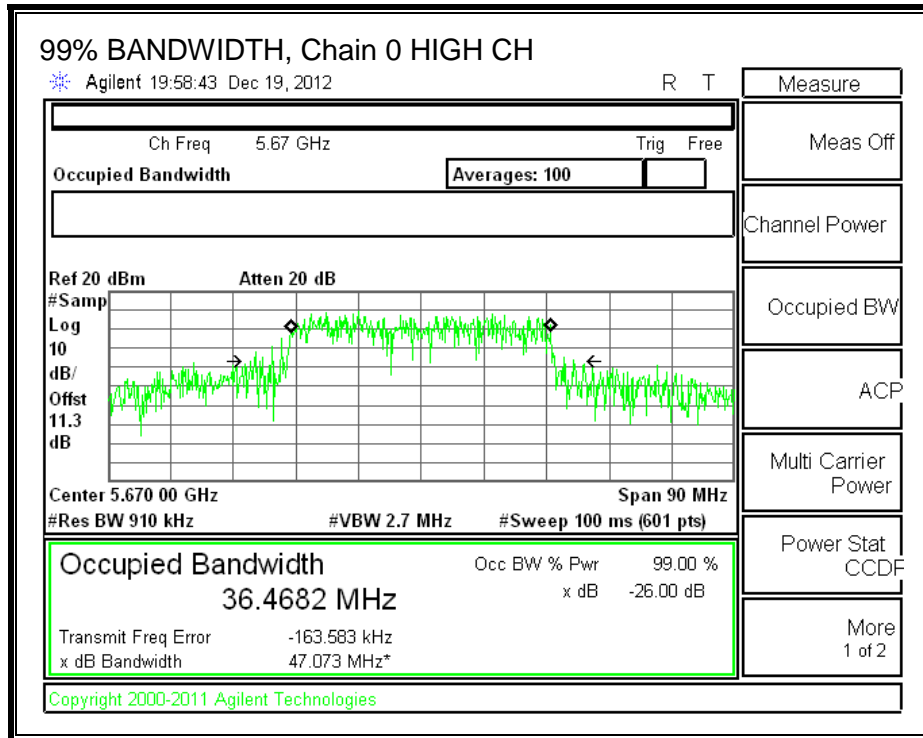 99% BANDWIDTH, Chain 0 HIGH CH
Agilent 19:58:43 Dec 19, 2012 R T
Measure
Ch Freq 5.67 GHz Trig Free
Occupied Bandwidth Averages: 100
Meas Off
Channel Power
Occupied BW
ACP
Multi Carrier
Power
Power Stat
CCDF
More
1 of 2
Ref 20 dBm Atten 20 dB
#Samp
Log
10
dB/
Offst
11.3
dB
Center 5.670 00 GHz Span 90 MHz
#Res BW 910 kHz #VBW 2.7 MHz #Sweep 100 ms (601 pts)
Occupied Bandwidth Occ BW % Pwr 99.00 %
36.4682 MHz x dB -26.00 dB
Transmit Freq Error -163.583 kHz
x dB Bandwidth 47.073 MHz*
Copyright 2000-2011 Agilent Technologies